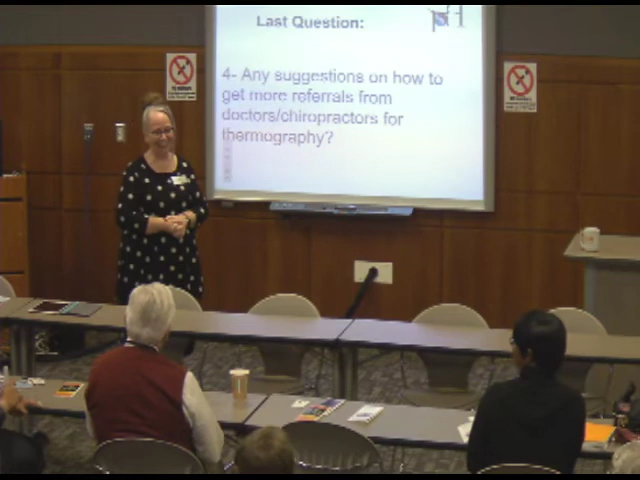 Last Question:
4- Any suggestions on how to
get more referrals from
doctors/chiropractors for
thermography?